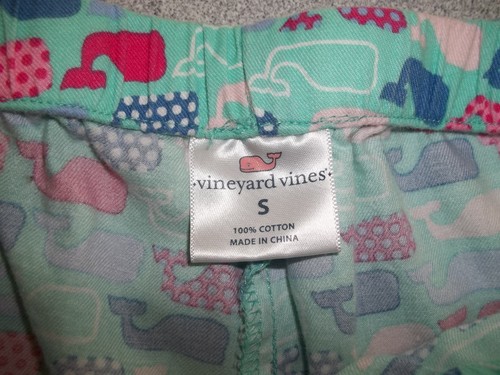 vineyard vines®
S
100% COTTON
MADE IN CHINA